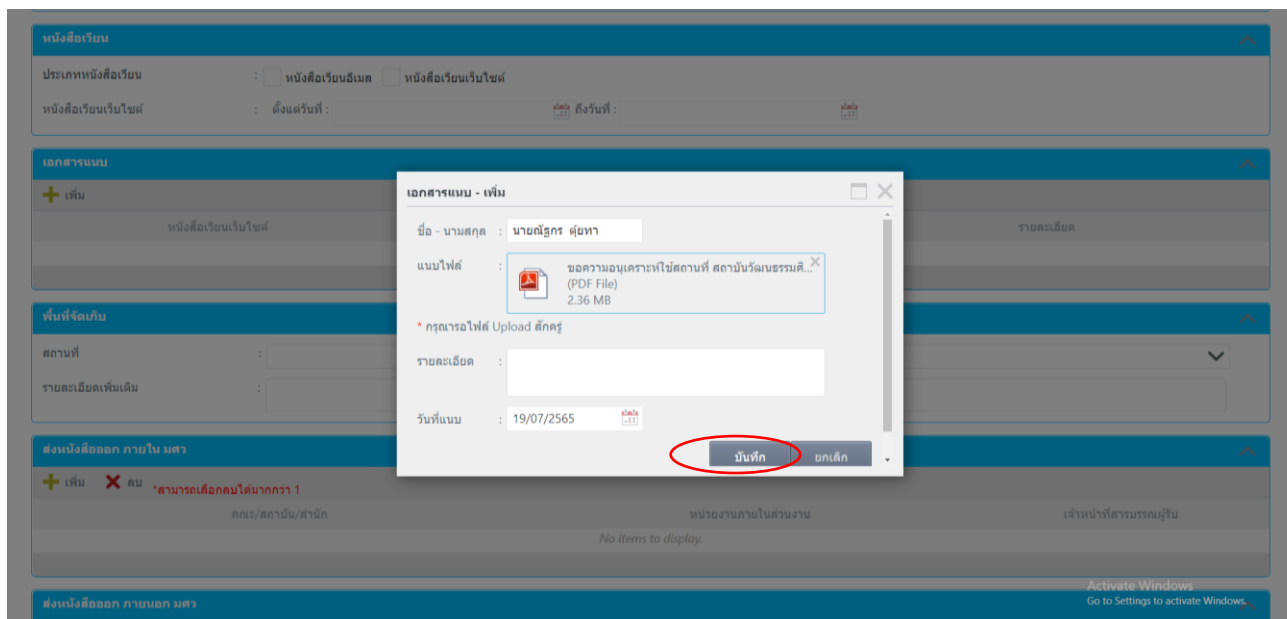 หนังสือเวียน
ประเภทหนังสือเวียน : หนังสือเวียนอีเมล หนังสือเวียนเว็บไซต์
หนังสือเวียนเว็บไซต์ : ตั้งแต่วันที่ : ถึงวันที่ :
เอกสารแนบ
เพิ่ม
หนังสือเวียนเว็บไซต์ รายละเอียด
เอกสารแนบ - เพิ่ม
ชื่อ - นามสกุล : นายณัฐกร ตุ้ยทา
แนบไฟล์ : ขอความอนุเคราะห์ใช้สถานที่ สถาบันวัฒนธรรมศิ...
(PDF File)
2.36 MB
* กรุณารอไฟล์ Upload สักครู่
รายละเอียด :
วันที่แนบ : 19/07/2565
บันทึก ยกเลิก
พื้นที่จัดเก็บ
สถานที่ :
รายละเอียดเพิ่มเติม :
ส่งหนังสือออก ภายใน มศว
เพิ่ม ลบ *สามารถเลือกลบได้มากกว่า 1
คณะ/สถาบัน/สำนัก หน่วยงานภายในส่วนงาน เจ้าหน้าที่สารบรรณผู้รับ
No items to display.
ส่งหนังสือออก ภายนอก มศว
Activate Windows
Go to Settings to activate Windows.